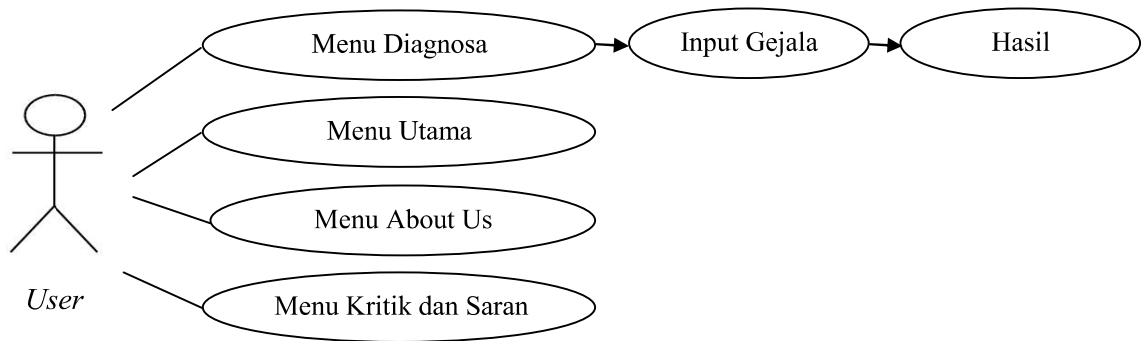 Menu Diagnosa
Input Gejala
Hasil
Menu Utama
Menu About Us
User
Menu Kritik dan Saran